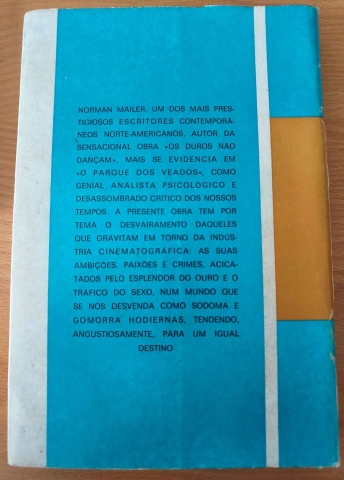 NORMAN MAILER, UM DOS MAIS PRES-
TIGIOSOS ESCRITORES CONTEMPORÂ-
NEOS NORTE-AMERICANOS, AUTOR DA
SENSACIONAL OBRA «OS DUROS NÃO
DANÇAM», MAIS SE EVIDENCIA EM
«O PARQUE DOS VEADOS», COMO
GENIAL ANALISTA PSICOLÓGICO E
DESASSOMBRADO CRÍTICO DOS NOSSOS
TEMPOS. A PRESENTE OBRA TEM POR
TEMA O DESVAIRAMENTO DAQUELES
QUE GRAVITAM EM TORNO DA INDÚS-
TRIA CINEMATOGRÁFICA: AS SUAS
AMBIÇÕES, PAIXÕES E CRIMES, ACICA-
TADOS PELO ESPLENDOR DO OURO E O
TRÁFICO DO SEXO, NUM MUNDO QUE
SE NOS DESVENDA COMO SODOMA E
GOMORRA HODIERNAS, TENDENDO,
ANGUSTIOSAMENTE, PARA UM IGUAL
DESTINO